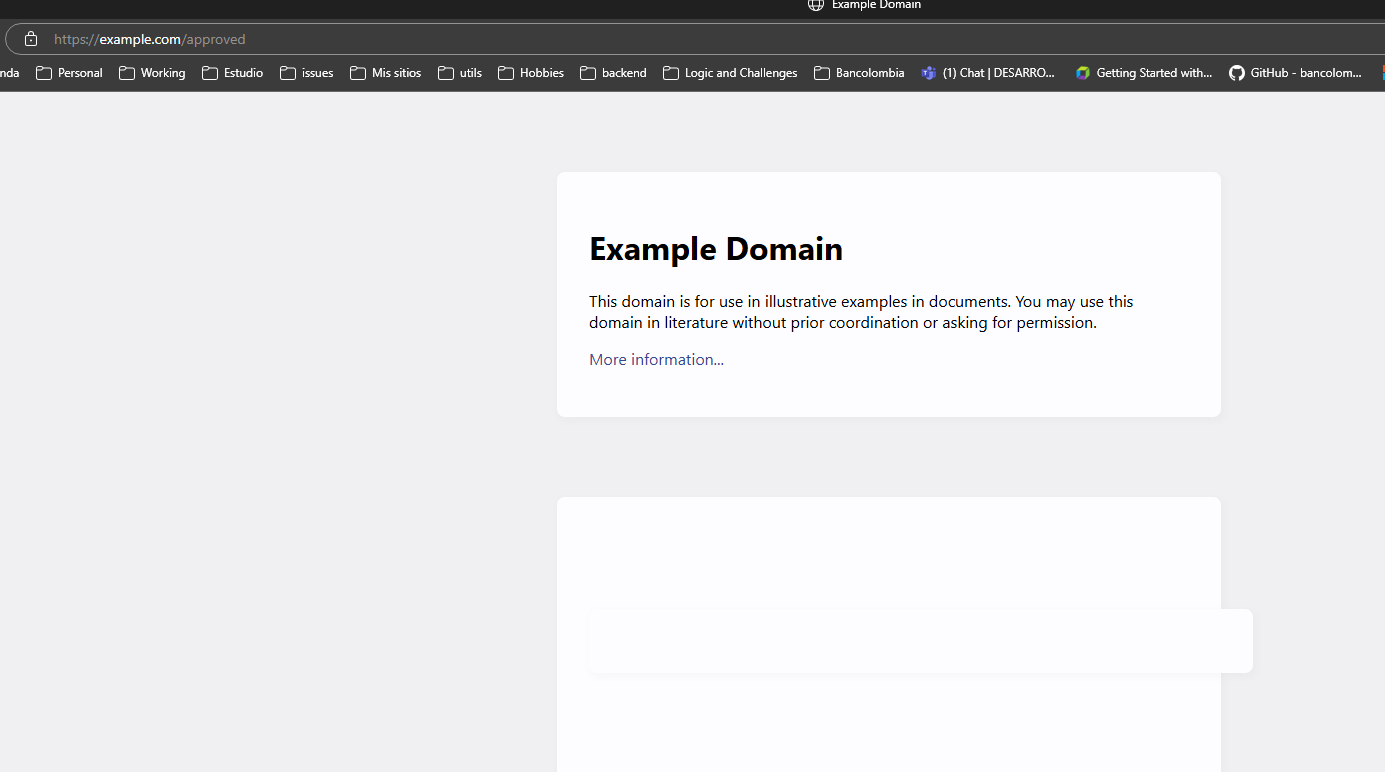 Example Domain
https://example.com/approved
nda Personal Working Estudio issues Mis sitios utils Hobbies backend Logic and Challenges Bancolombia (1) Chat | DESARRO... Getting Started with... GitHub - bancolom...
Example Domain
This domain is for use in illustrative examples in documents. You may use this
domain in literature without prior coordination or asking for permission.
More information...